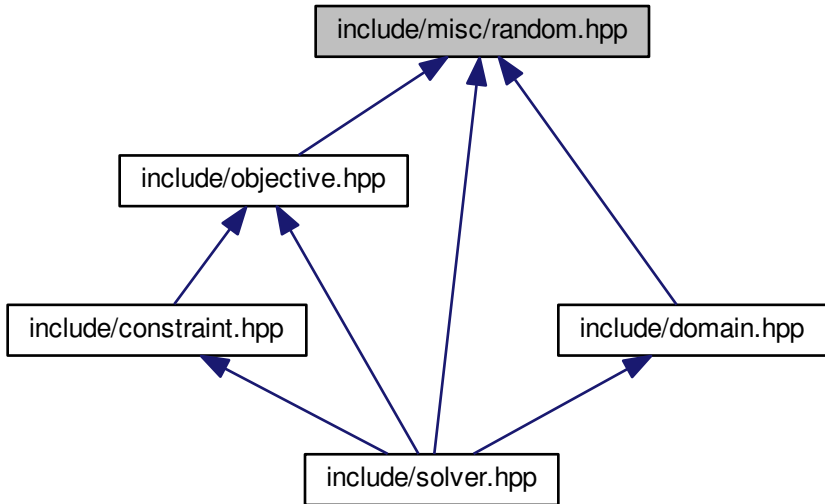 include/misc/random.hpp
include/objective.hpp
include/constraint.hpp
include/domain.hpp
include/solver.hpp